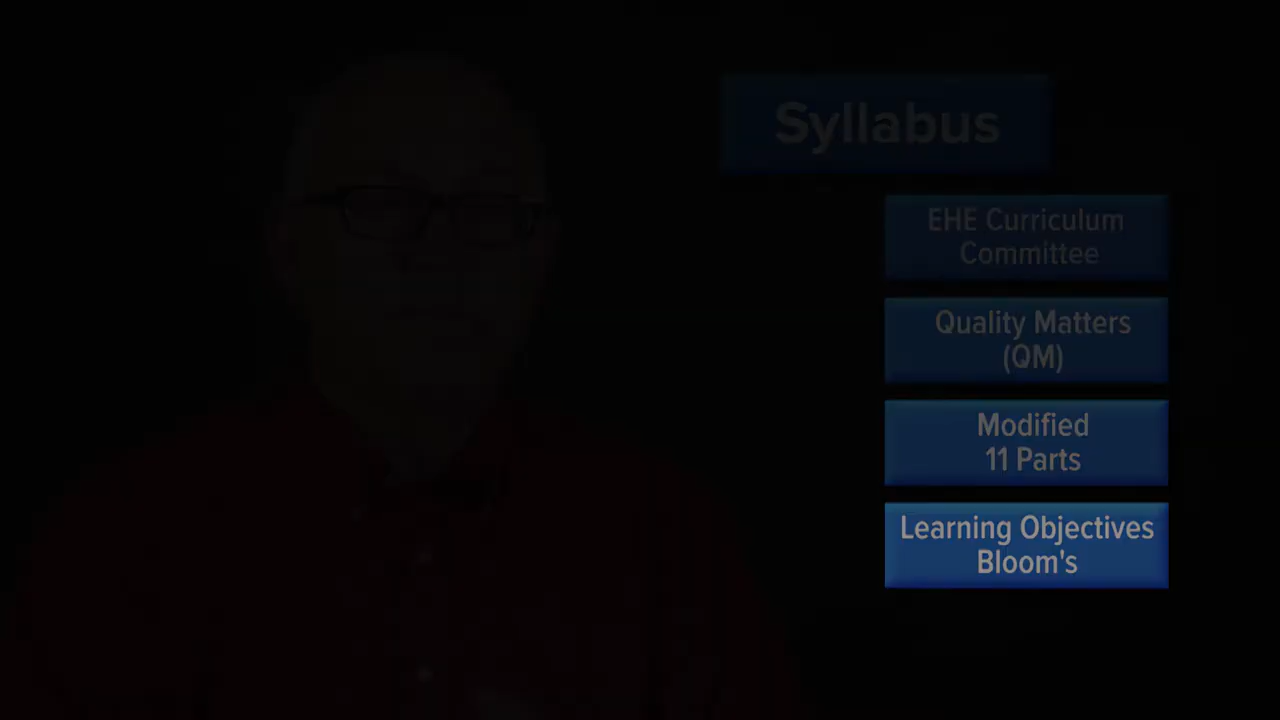 Syllabus
EHE Curriculum
Committee
Quality Matters
(QM)
Modified
11 Parts
Learning Objectives
Bloom's